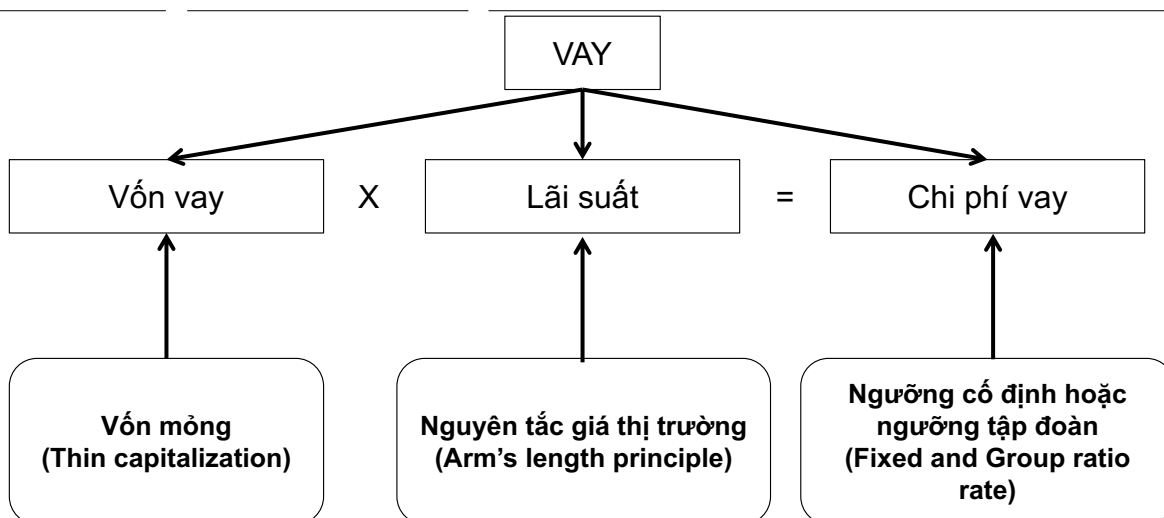 VAY
Vốn vay X Lãi suất = Chi phí vay
Vốn mỏng
(Thin capitalization)
Nguyên tắc giá thị trường
(Arm’s length principle)
Ngưỡng cố định hoặc
ngưỡng tập đoàn
(Fixed and Group ratio
rate)